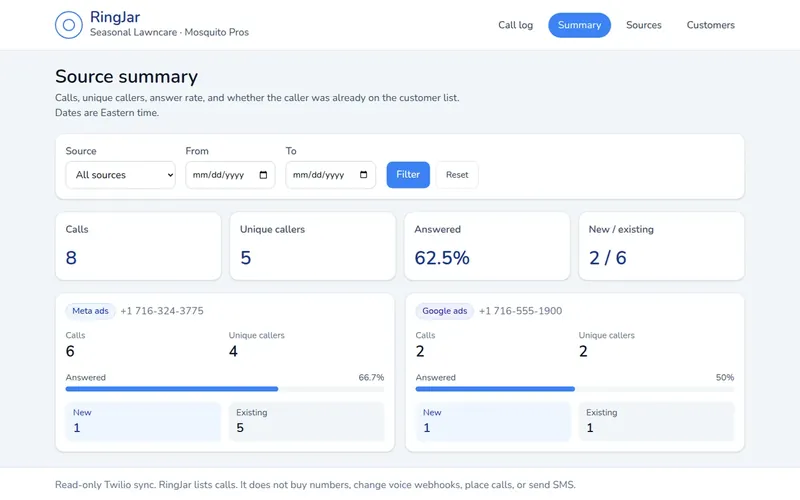 RingJar
Seasonal Lawncare · Mosquito Pros
Call log
Summary
Sources
Customers
Source summary
Calls, unique callers, answer rate, and whether the caller was already on the customer list.
Dates are Eastern time.
Source
From
To
All sources
mm/dd/yyyy
mm/dd/yyyy
Filter
Reset
Calls
8
Unique callers
5
Answered
62.5%
New / existing
2 / 6
Meta ads +1 716-324-3775
Calls
6
Unique callers
4
Answered 66.7%
New
1
Existing
5
Google ads +1 716-555-1900
Calls
2
Unique callers
2
Answered 50%
New
1
Existing
1
Read-only Twilio sync. RingJar lists calls. It does not buy numbers, change voice webhooks, place calls, or send SMS.